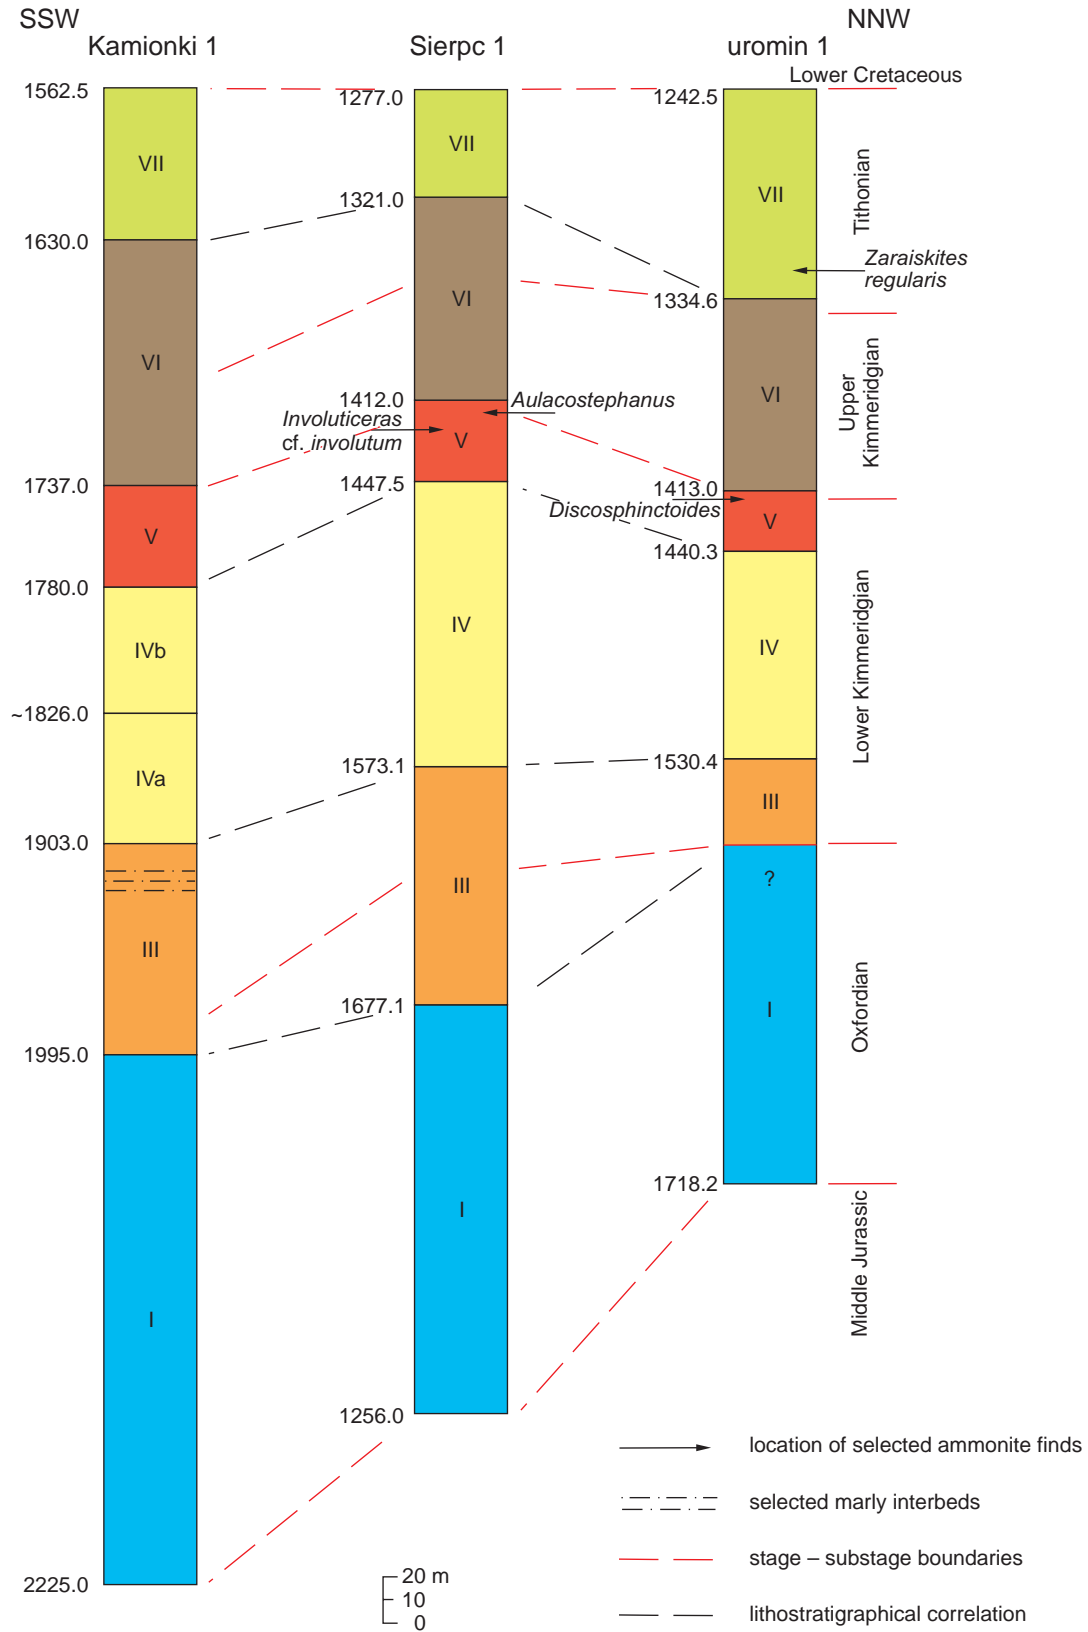 SSW
NNW
Kamionki 1
Sierpc 1
uromin 1
Lower Cretaceous
1562.5
VII
1630.0
VI
1737.0
V
1780.0
IVb
~1826.0
IVa
1903.0
III
1995.0
I
2225.0
1277.0
VII
1321.0
VI
1412.0
Aulacostephanus
Involuticeras
cf. involutum
V
1447.5
IV
1573.1
III
1677.1
I
1256.0
1242.5
VII
Zaraiskites
regularis
1334.6
VI
1413.0
Discosphinctoides
V
1440.3
IV
1530.4
III
?
I
1718.2
Tithonian
Upper
Kimmeridgian
Lower Kimmeridgian
Oxfordian
Middle Jurassic
20 m
10
0
location of selected ammonite finds
selected marly interbeds
stage – substage boundaries
lithostratigraphical correlation